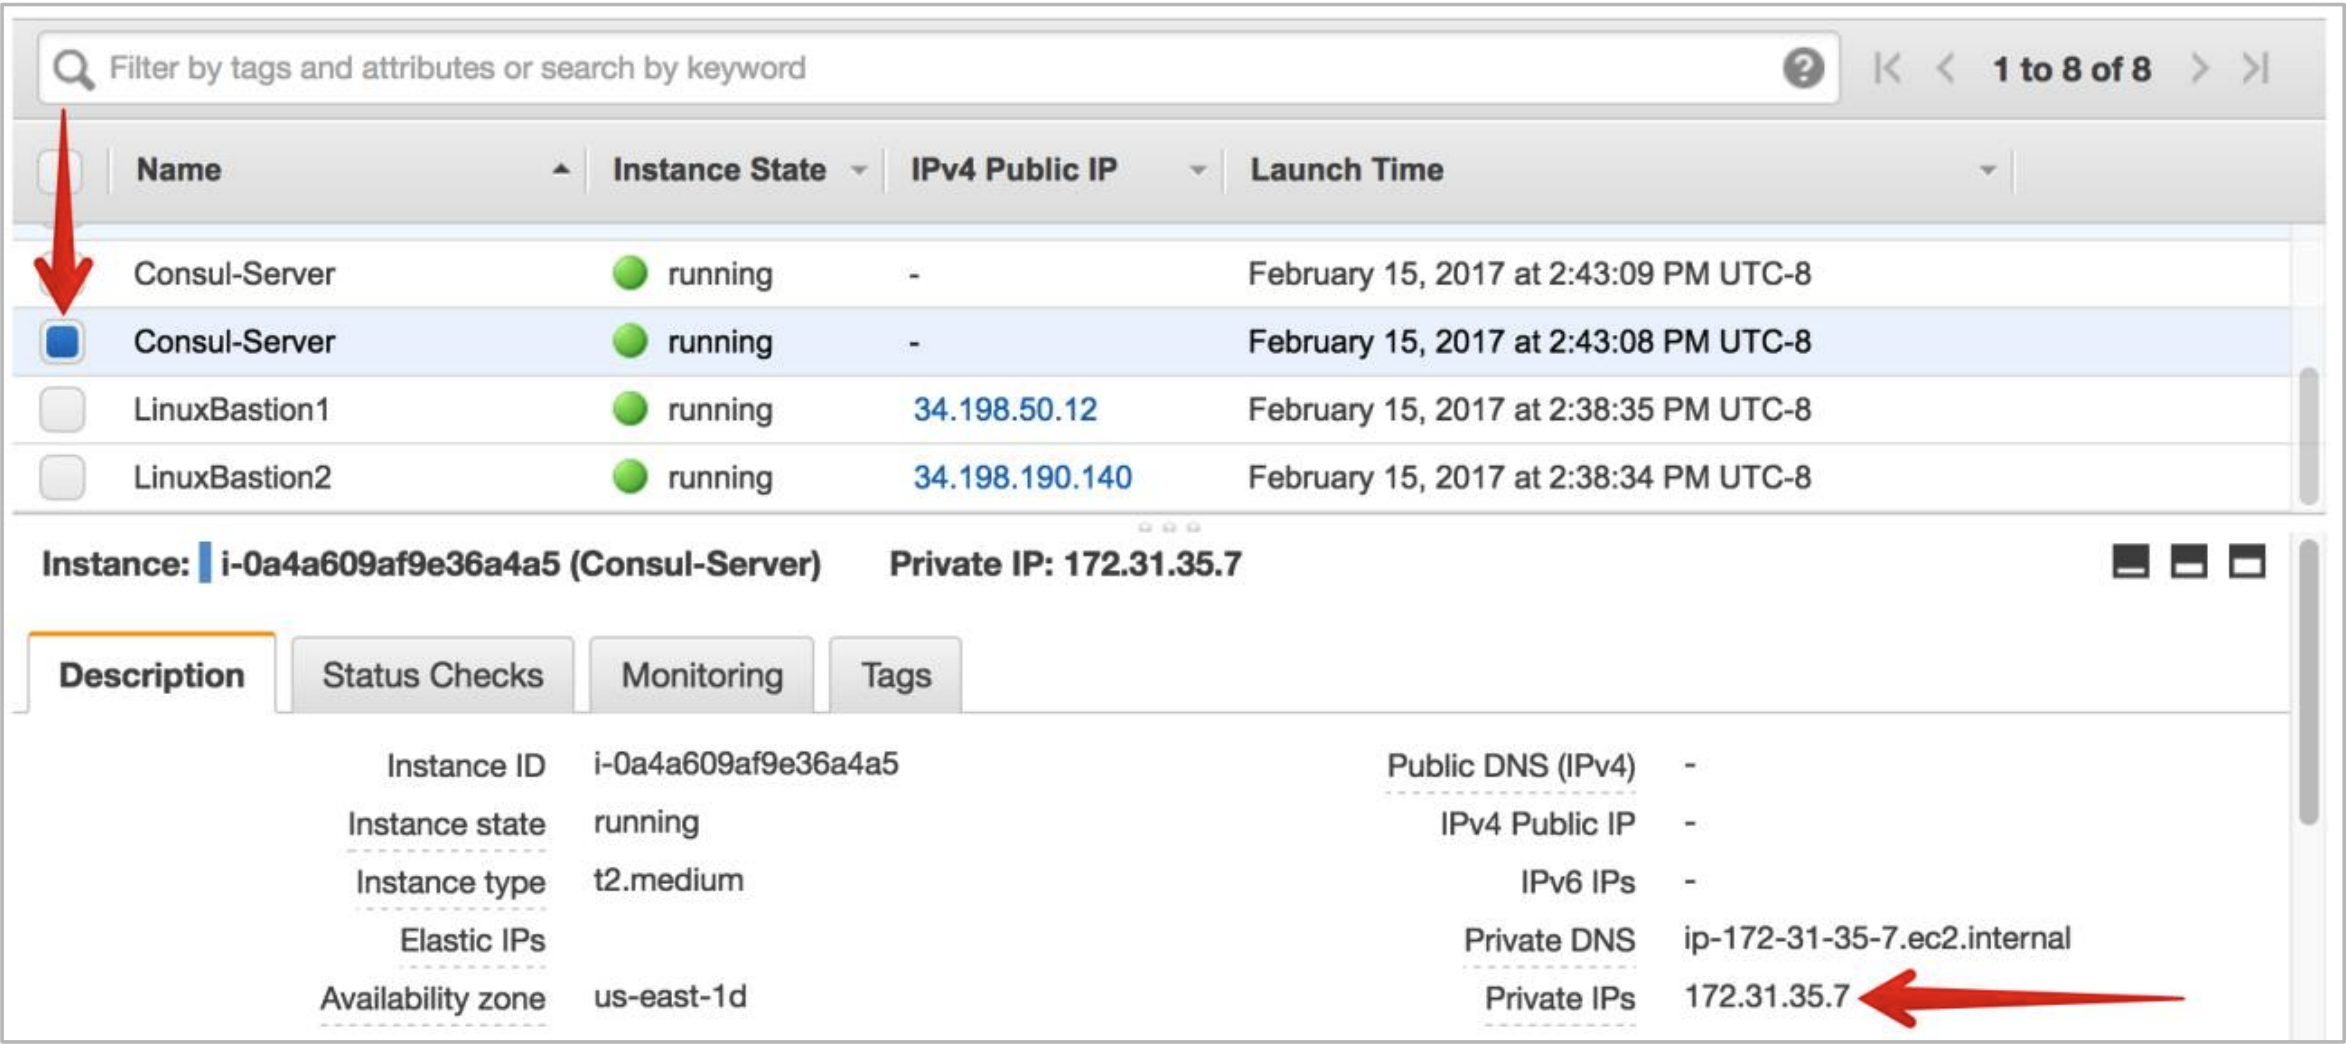 Filter by tags and attributes or search by keyword ? 1 to 8 of 8
Name Instance State IPv4 Public IP Launch Time
Consul-Server running - February 15, 2017 at 2:43:09 PM UTC-8
Consul-Server running - February 15, 2017 at 2:43:08 PM UTC-8
LinuxBastion1 running 34.198.50.12 February 15, 2017 at 2:38:35 PM UTC-8
LinuxBastion2 running 34.198.190.140 February 15, 2017 at 2:38:34 PM UTC-8
Instance: i-0a4a609af9e36a4a5 (Consul-Server) Private IP: 172.31.35.7
Description Status Checks Monitoring Tags
Instance ID i-0a4a609af9e36a4a5 Public DNS (IPv4) -
Instance state running IPv4 Public IP -
Instance type t2.medium IPv6 IPs -
Elastic IPs Private DNS ip-172-31-35-7.ec2.internal
Availability zone us-east-1d Private IPs 172.31.35.7